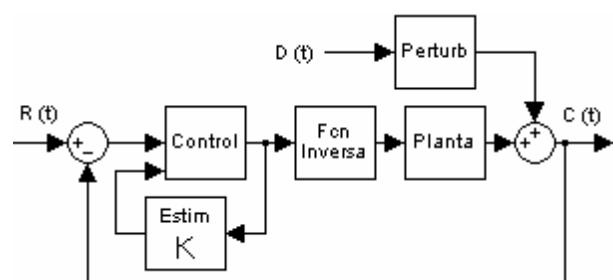 D (t)
Perturb
R (t)
C (t)
+
−
Control
Fcn
Inversa
Planta
+
+
Estim
K